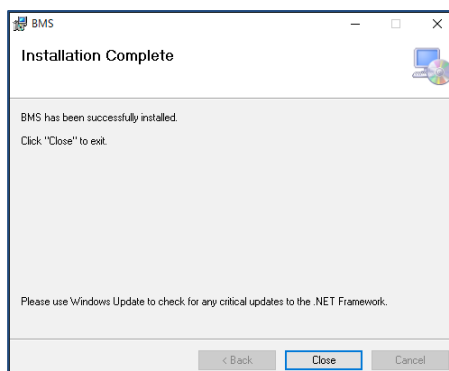 BMS
Installation Complete
BMS has been successfully installed.
Click "Close" to exit.
Please use Windows Update to check for any critical updates to the .NET Framework.
< Back
Close
Cancel